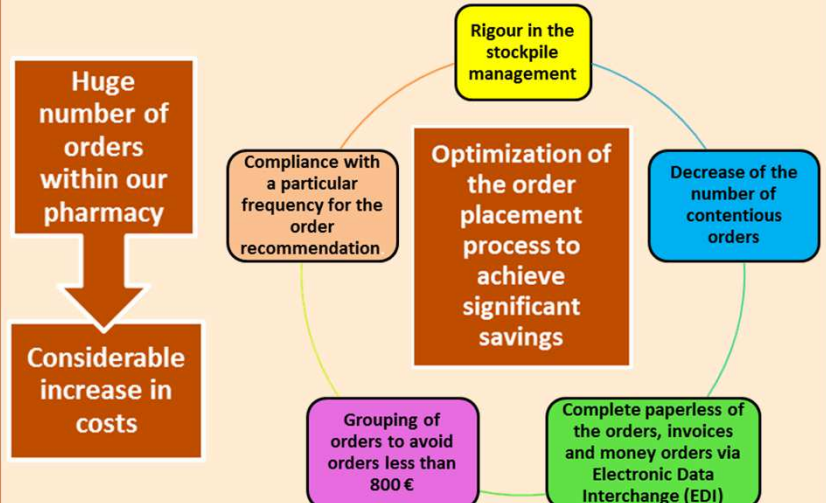 Huge
number of
orders
within our
pharmacy
Considerable
increase in
costs
Rigour in the
stockpile
management
Compliance with
a particular
frequency for the
order
recommendation
Optimization of
the order
placement
process to
achieve
significant
savings
Decrease of the
number of
contentious
orders
Grouping of
orders to avoid
orders less than
800 €
Complete paperless of
the orders, invoices
and money orders via
Electronic Data
Interchange (EDI)